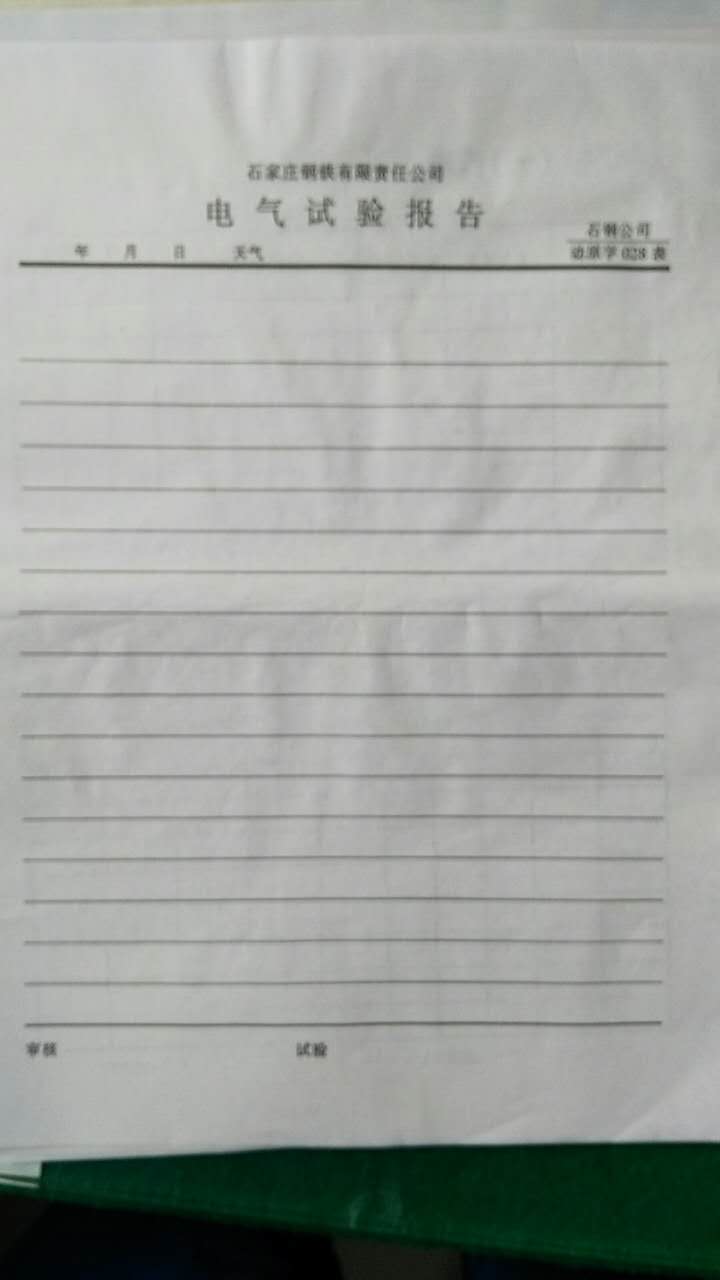 石家庄钢铁有限责任公司
电气试验报告
石钢公司
年 月 日 天气
动原字 028 表
审核 试验